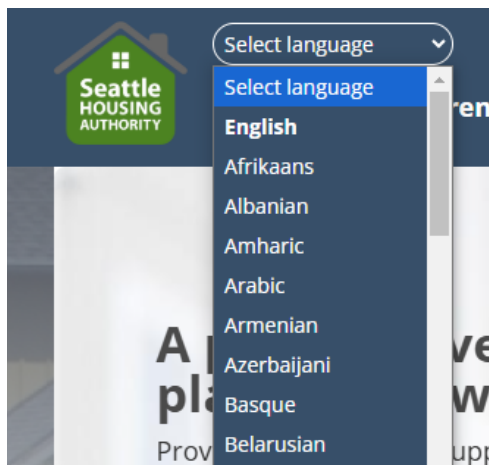 Seattle
HOUSING
AUTHORITY
Select language
Select language
English
Afrikaans
Albanian
Amharic
Arabic
Armenian
Azerbaijani
Basque
Belarusian
A